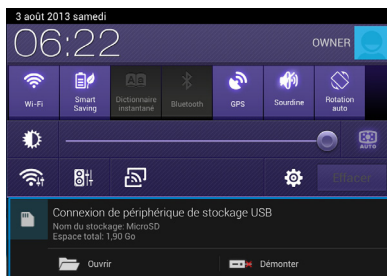 3 août 2013 samedi
06:22
OWNER
Wi-Fi
Smart Saving
Dictionnaire instantané
Bluetooth
GPS
Sourdine
Rotation auto
AUTO
Effacer
Connexion de périphérique de stockage USB
Nom du stockage: MicroSD
Espace total: 1,90 Go
Ouvrir
Démonter